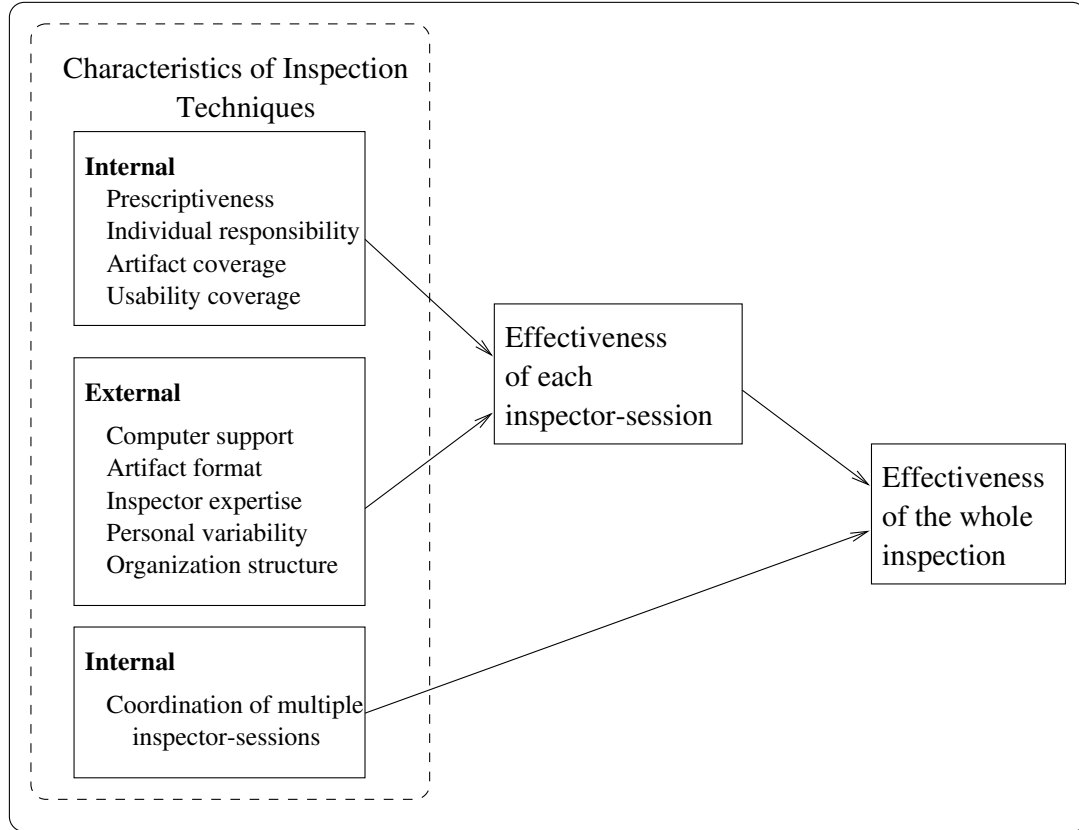 Characteristics of Inspection
Techniques
Internal
Prescriptiveness
Individual responsibility
Artifact coverage
Usability coverage
External
Computer support
Artifact format
Inspector expertise
Personal variability
Organization structure
Internal
Coordination of multiple
inspector-sessions
Effectiveness
of each
inspector-session
Effectiveness
of the whole
inspection